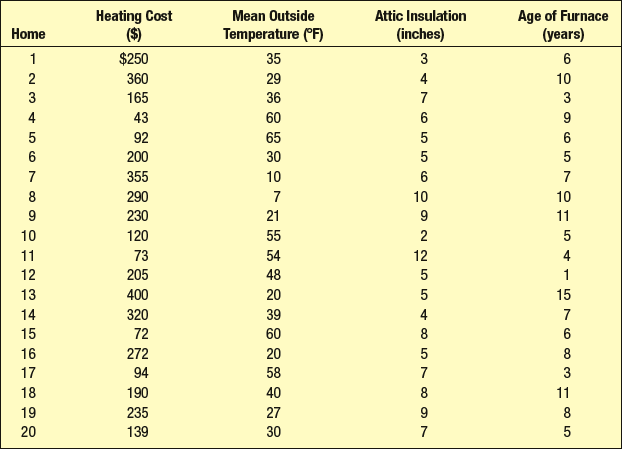 Heating Cost Mean Outside Attic Insulation Age of Furnace
Home ($) Temperature (°F) (inches) (years)
1 $250 35 3 6
2 360 29 4 10
3 165 36 7 3
4 43 60 6 9
5 92 65 5 6
6 200 30 5 5
7 355 10 6 7
8 290 7 10 10
9 230 21 9 11
10 120 55 2 5
11 73 54 12 4
12 205 48 5 1
13 400 20 5 15
14 320 39 4 7
15 72 60 8 6
16 272 20 5 8
17 94 58 7 3
18 190 40 8 11
19 235 27 9 8
20 139 30 7 5